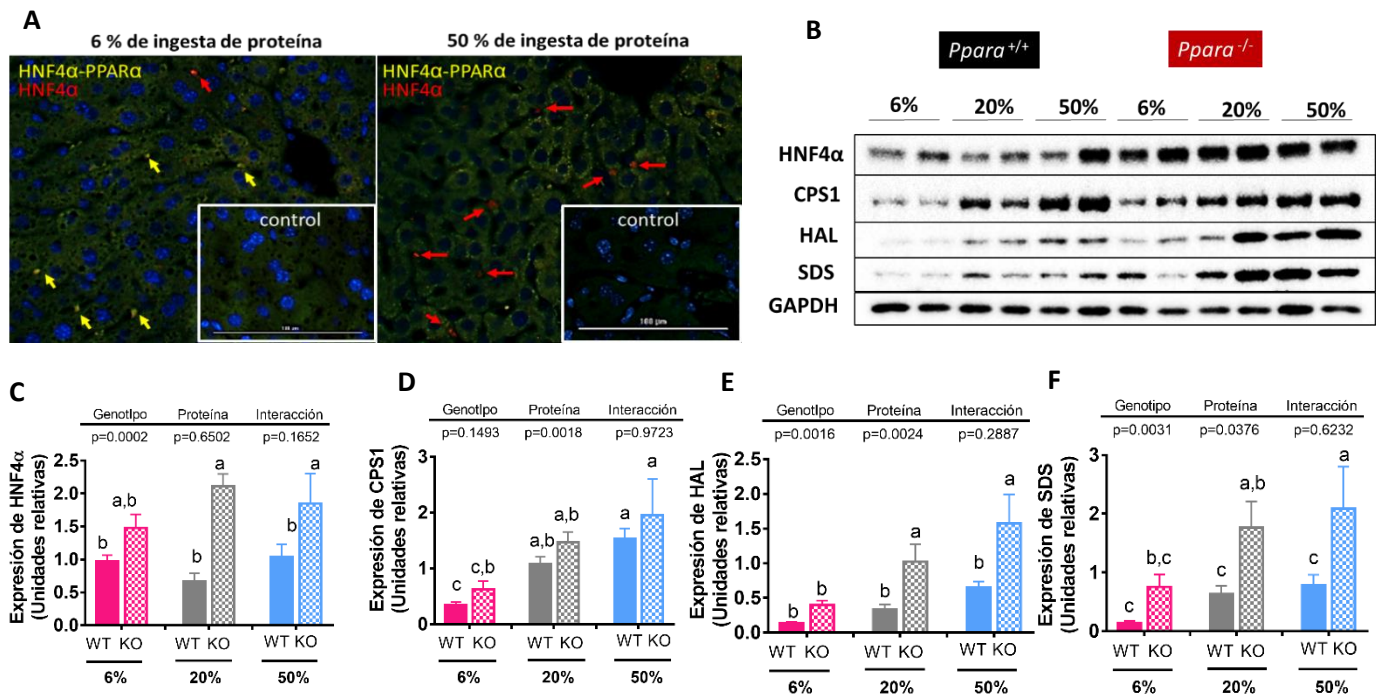 A
6 % de ingesta de proteína
50 % de ingesta de proteína
HNF4α-PPARα
HNF4α
control
HNF4α-PPARα
HNF4α
control
100 µm
B
Ppara+/+
Ppara-/-
6%
20%
50%
6%
20%
50%
HNF4α
CPS1
HAL
SDS
GAPDH
C
GenotIpo Proteína Interacción
p=0.0002 p=0.6502 p=0.1652
Expresión de HNF4α
(Unidades relativas)
2.5
2.0
1.5
1.0
0.5
0.0
b
a,b
b
a
b
a
WT KO WT KO WT KO
6% 20% 50%
D
GenotIpo Proteína Interacción
p=0.1493 p=0.0018 p=0.9723
Expresión de CPS1
(Unidades relativas)
3
2
1
0
c
c,b
a,b
a,b
a
a
WT KO WT KO WT KO
6% 20% 50%
E
Genotipo Proteína Interacción
p=0.0016 p=0.0024 p=0.2887
Expresión de HAL
(Unidades relativas)
2.5
2.0
1.5
1.0
0.5
0.0
b
b
b
a
b
a
WT KO WT KO WT KO
6% 20% 50%
F
Genotipo Proteína Interacción
p=0.0031 p=0.0376 p=0.6232
Expresión de SDS
(Unidades relativas)
3
2
1
0
c
b,c
c
a,b
c
a
WT KO WT KO WT KO
6% 20% 50%